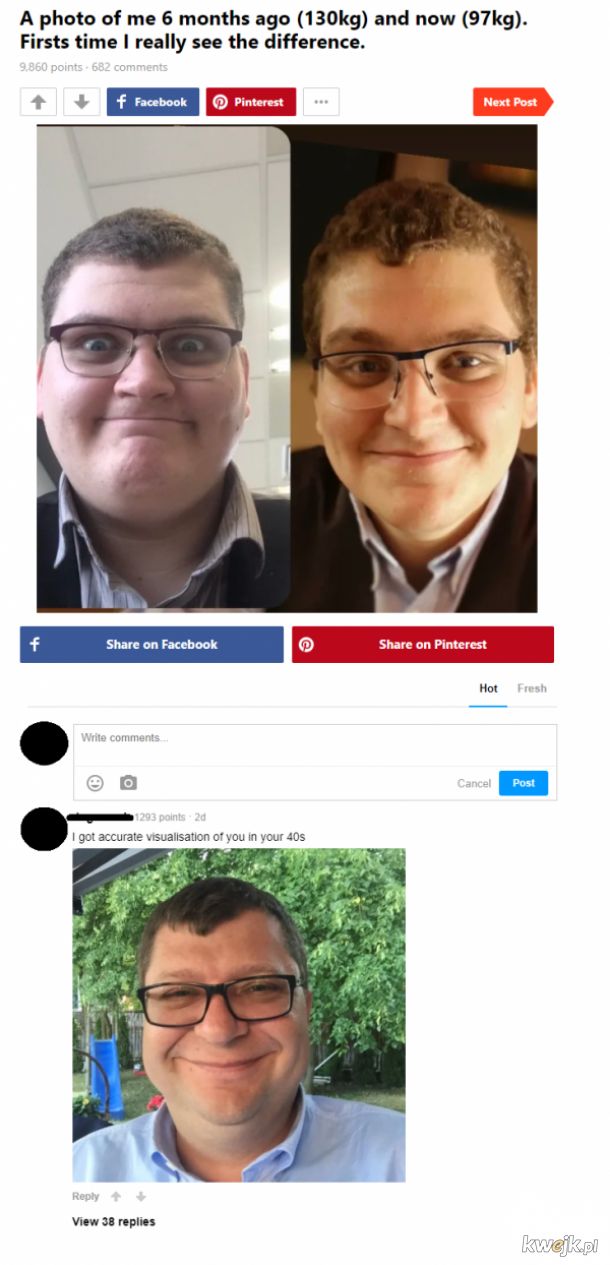 A photo of me 6 months ago (130kg) and now (97kg).
Firsts time I really see the difference.
9,860 points · 682 comments
Facebook
Pinterest
Next Post
Share on Facebook
Share on Pinterest
Hot Fresh
Write comments...
Cancel Post
1293 points · 2d
I got accurate visualisation of you in your 40s
Reply
View 38 replies
kwejk.pl